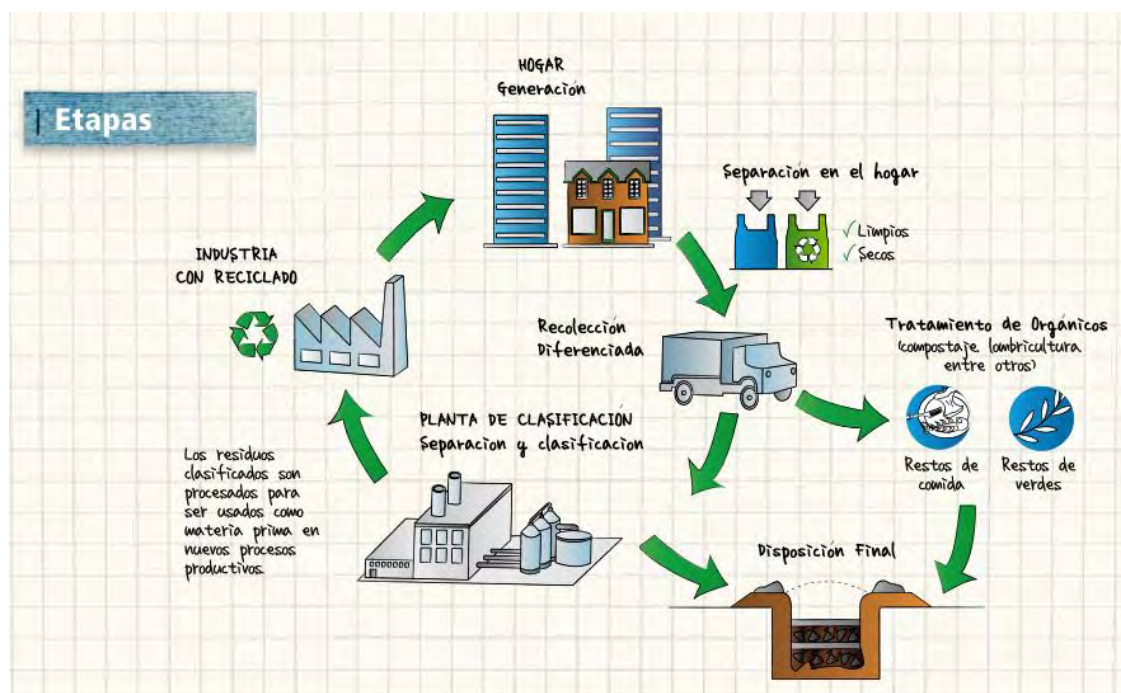 Etapas
HOGAR
Generación
Separación en el hogar
✓ Limpios
✓ Secos
INDUSTRIA
CON RECICLADO
Recolección
Diferenciada
Tratamiento de Orgánicos
(compostaje lombricultura
entre otros)
Restos de
comida
Restos de
verdes
PLANTA DE CLASIFICACIÓN
Separacion y clasificacion
Los residuos
clasificados son
procesados para
ser usados como
materia prima en
nuevos procesos
productivos.
Disposición Final